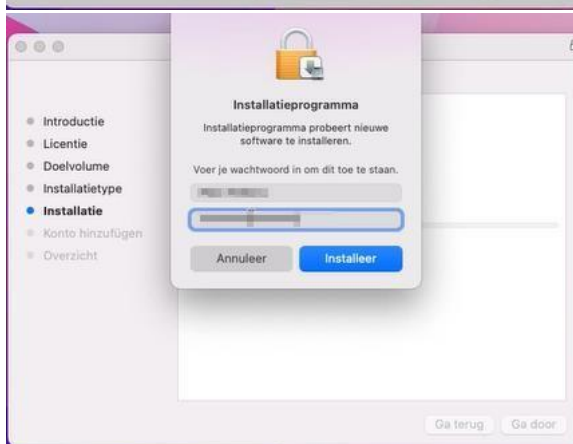 Installatieprogramma
Installatieprogramma probeert nieuwe
software te installeren.
Voer je wachtwoord in om dit toe te staan.
Annuleer
Installeer
Introductie
Licentie
Doelvolume
Installatietype
Installatie
Konto hinzufügen
Overzicht
Ga terug
Ga door